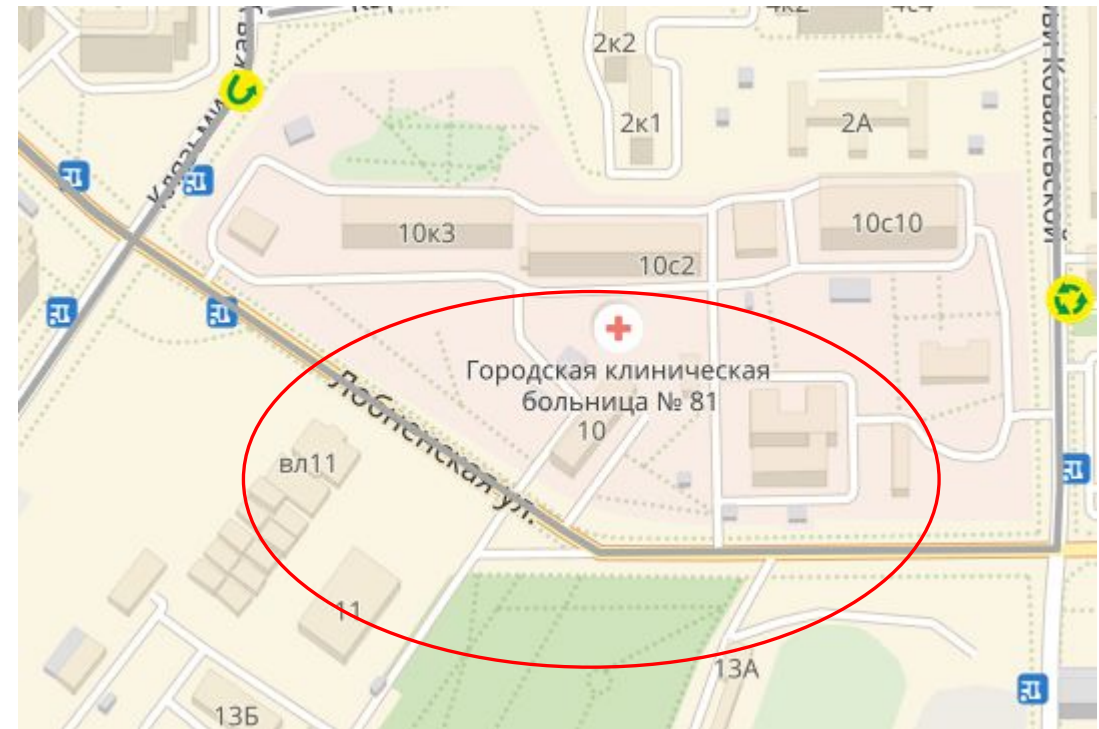 2к2
2к1
2А
10к3
10с10
10с2
Городская клиническая
больница № 81
10
Лобненская ул.
вл11
11
13А
13Б